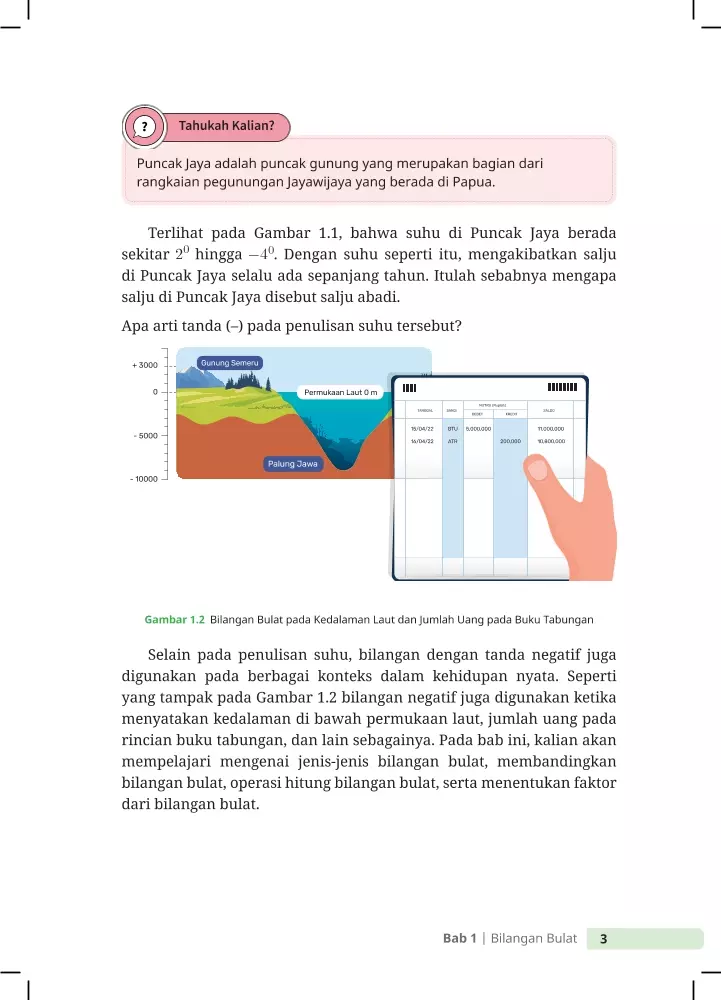 ?
Tahukah Kalian?
Puncak Jaya adalah puncak gunung yang merupakan bagian dari
rangkaian pegunungan Jayawijaya yang berada di Papua.
Terlihat pada Gambar 1.1, bahwa suhu di Puncak Jaya berada
sekitar 2⁰ hingga −4⁰. Dengan suhu seperti itu, mengakibatkan salju
di Puncak Jaya selalu ada sepanjang tahun. Itulah sebabnya mengapa
salju di Puncak Jaya disebut salju abadi.
Apa arti tanda (–) pada penulisan suhu tersebut?
+ 3000
0
- 5000
- 10000
Gunung Semeru
Permukaan Laut 0 m
Palung Jawa
TANGGAL SANDI DEBET KREDIT SALDO
15/04/22 BTU 5,000,000 11,000,000
16/04/22 ATR 200,000 10,800,000
Gambar 1.2 Bilangan Bulat pada Kedalaman Laut dan Jumlah Uang pada Buku Tabungan
Selain pada penulisan suhu, bilangan dengan tanda negatif juga
digunakan pada berbagai konteks dalam kehidupan nyata. Seperti
yang tampak pada Gambar 1.2 bilangan negatif juga digunakan ketika
menyatakan kedalaman di bawah permukaan laut, jumlah uang pada
rincian buku tabungan, dan lain sebagainya. Pada bab ini, kalian akan
mempelajari mengenai jenis-jenis bilangan bulat, membandingkan
bilangan bulat, operasi hitung bilangan bulat, serta menentukan faktor
dari bilangan bulat.
Bab 1 | Bilangan Bulat 3